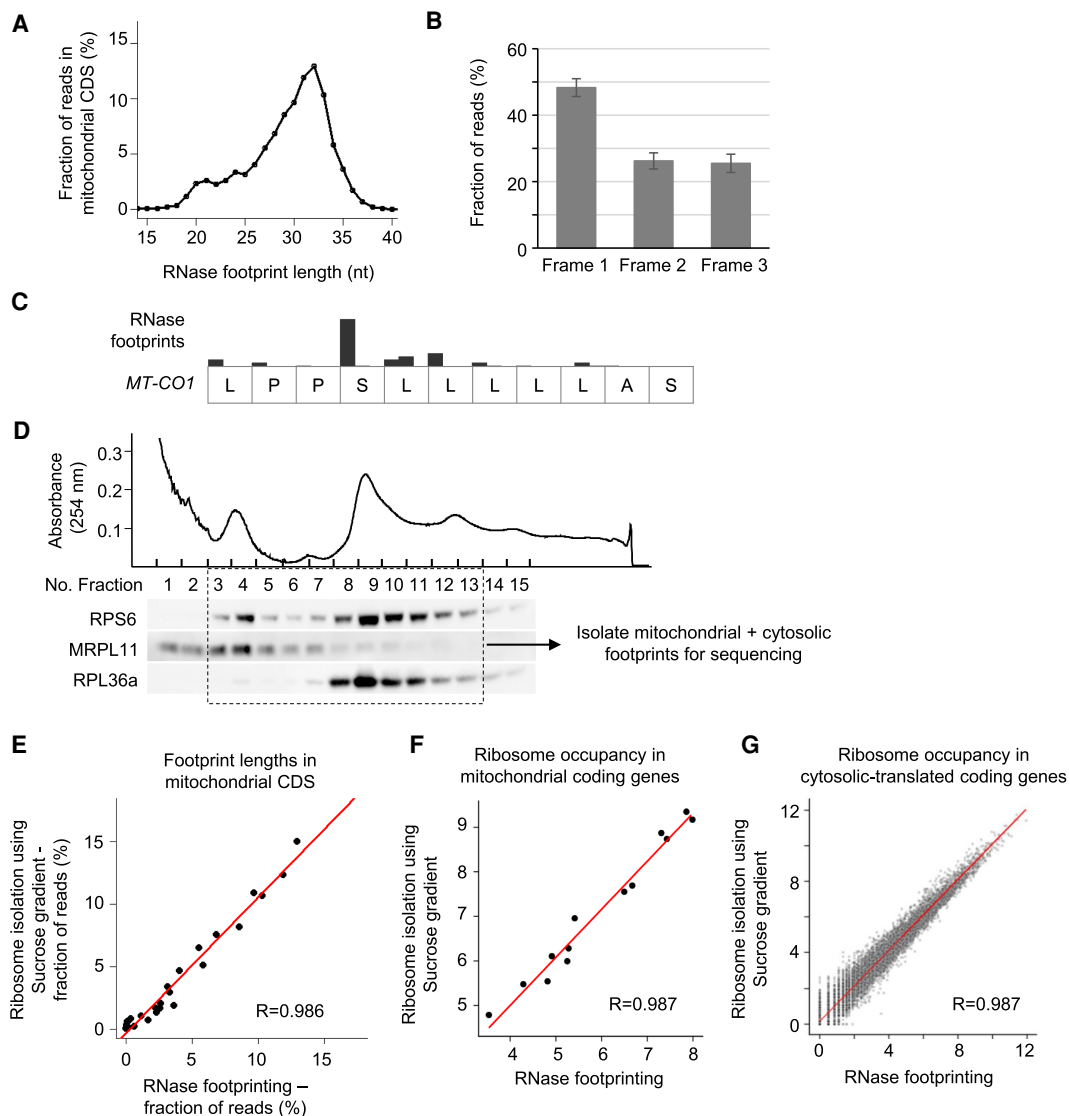 A
Fraction of reads in
mitochondrial CDS (%)
15
10
5
0
15 20 25 30 35 40
RNase footprint length (nt)
B
Fraction of reads (%)
60
40
20
0
Frame 1 Frame 2 Frame 3
C
RNase
footprints
MT-CO1 L P P S L L L L L A S
D
Absorbance
(254 nm)
0.3
0.2
0.1
No. Fraction 1 2 3 4 5 6 7 8 9 10 11 12 13 14 15
RPS6
MRPL11
RPL36a
Isolate mitochondrial + cytosolic
footprints for sequencing
E
Footprint lengths in
mitochondrial CDS
Ribosome isolation using
Sucrose gradient -
fraction of reads (%)
15
10
5
0
R=0.986
0 5 10 15
RNase footprinting –
fraction of reads (%)
F
Ribosome occupancy in
mitochondrial coding genes
Ribosome isolation using
Sucrose gradient
9
8
7
6
5
R=0.987
4 5 6 7 8
RNase footprinting
G
Ribosome occupancy in
cytosolic-translated coding genes
Ribosome isolation using
Sucrose gradient
12
8
4
0
R=0.987
0 4 8 12
RNase footprinting